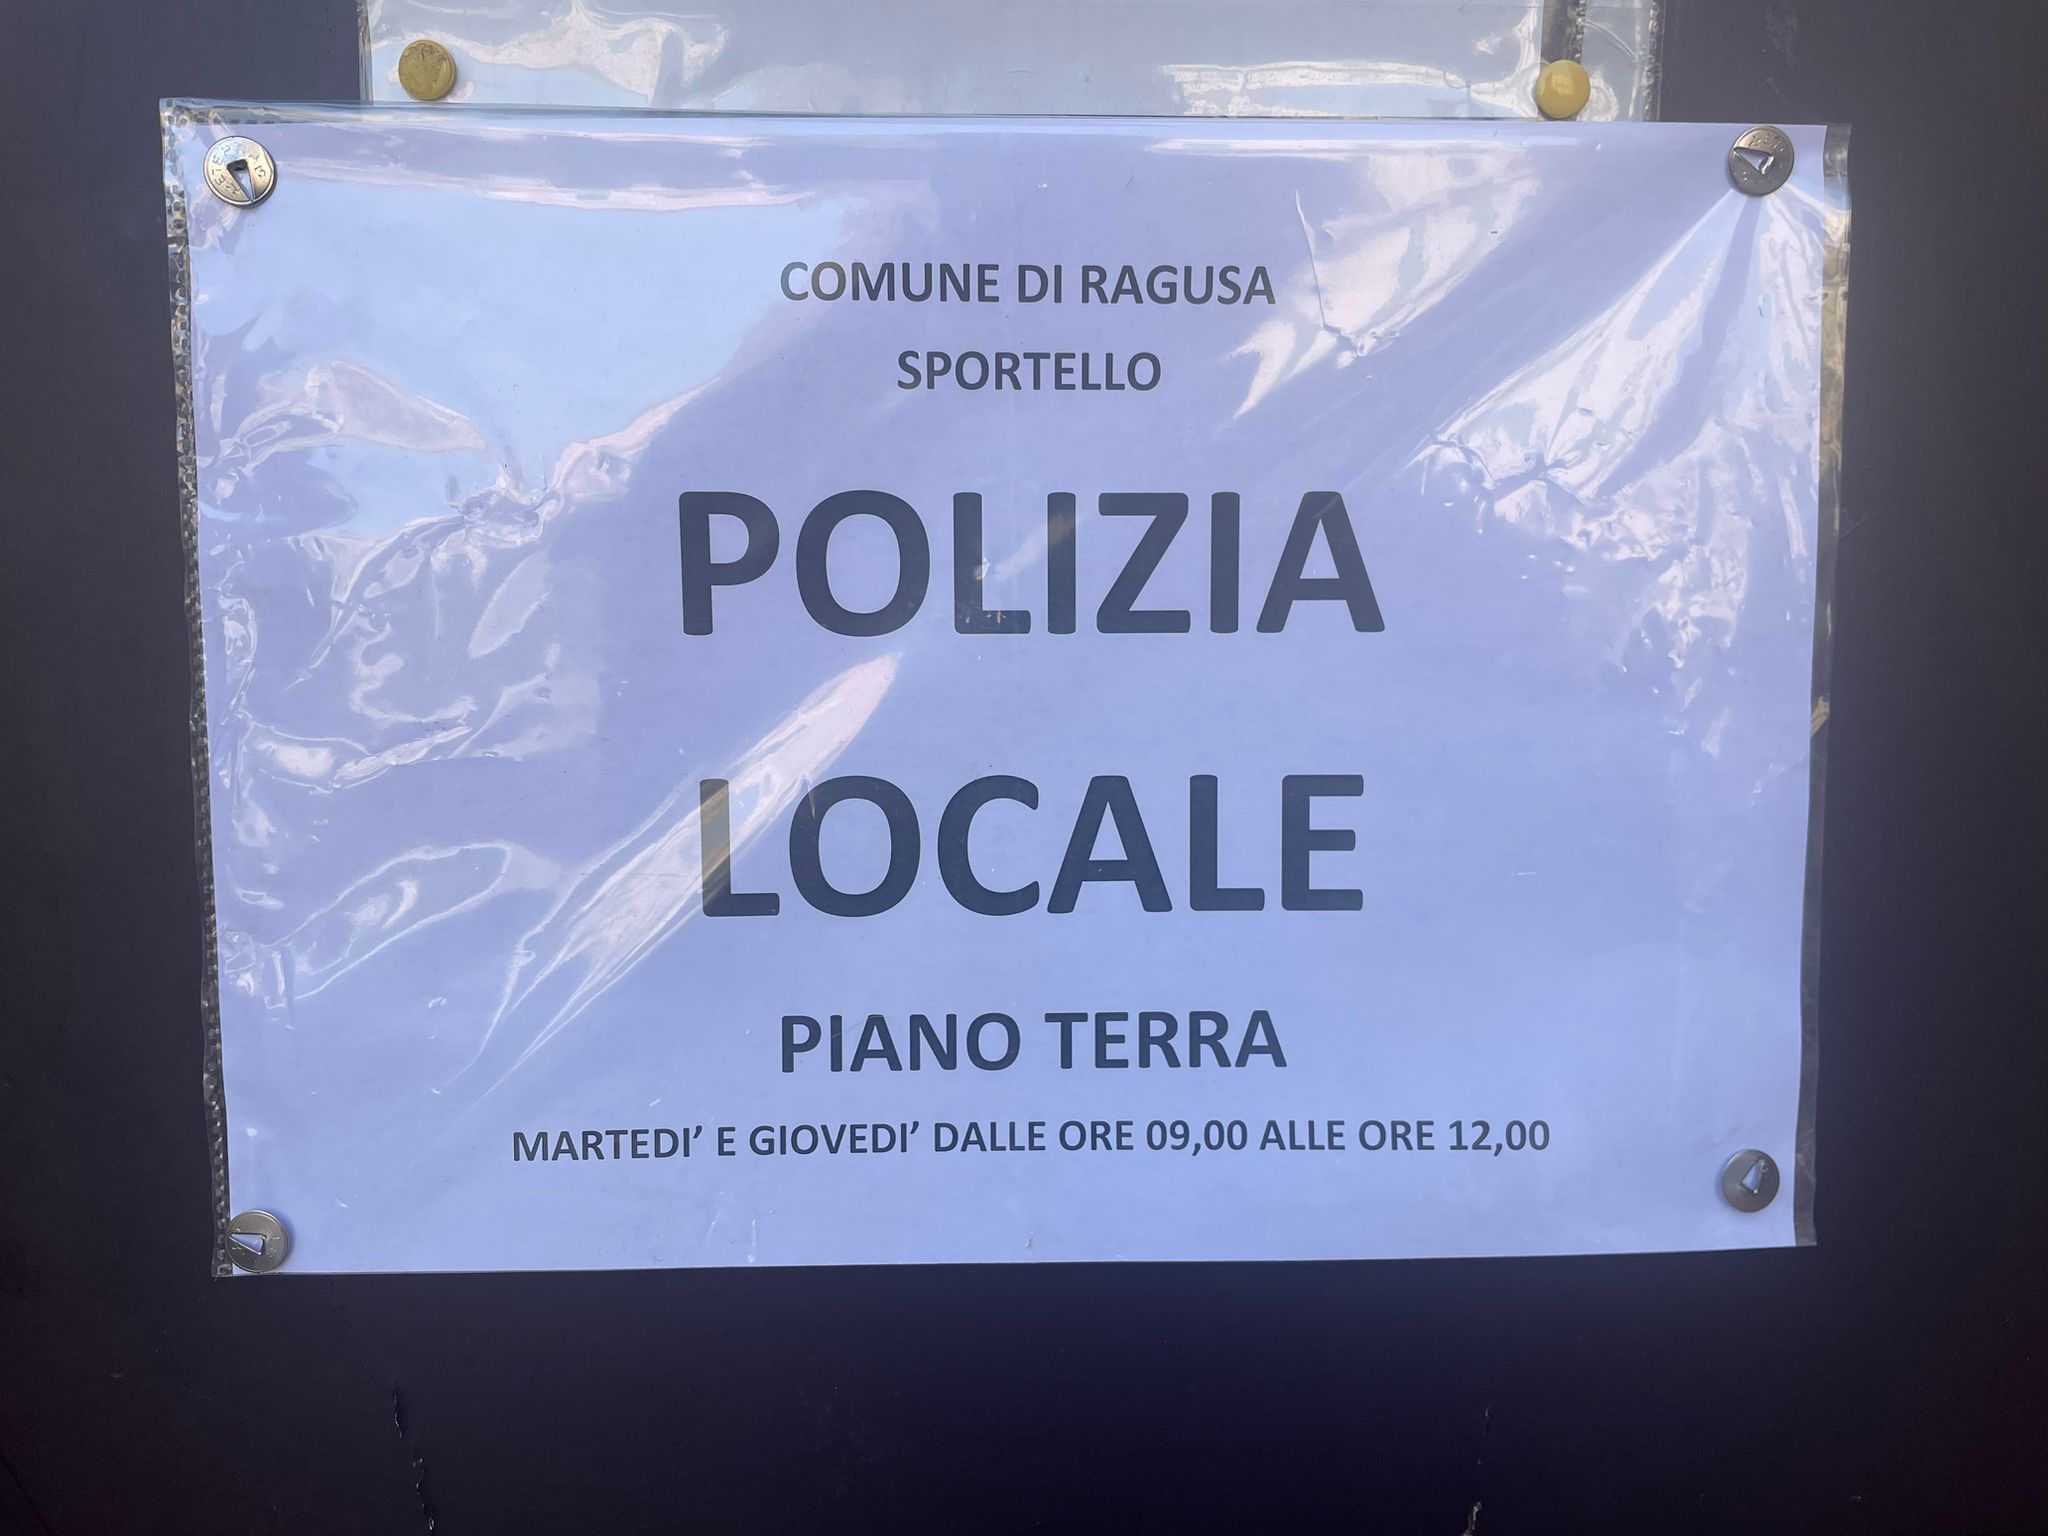 COMUNE DI RAGUSA
SPORTELLO
POLIZIA
LOCALE
PIANO TERRA
MARTEDI’ E GIOVEDI’ DALLE ORE 09,00 ALLE ORE 12,00